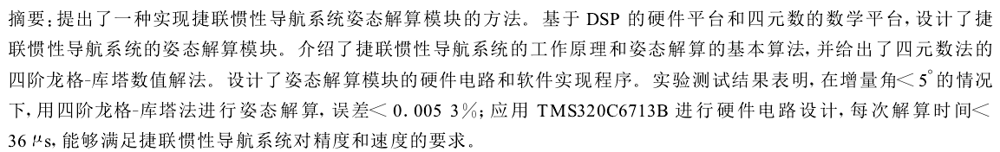 摘要:提出了一种实现捷联惯性导航系统姿态解算模块的方法。基于 DSP 的硬件平台和四元数的数学平台,设计了捷
联惯性导航系统的姿态解算模块。介绍了捷联惯性导航系统的工作原理和姿态解算的基本算法,并给出了四元数法的
四阶龙格-库塔数值解法。设计了姿态解算模块的硬件电路和软件实现程序。实验测试结果表明,在增量角< 5°的情况
下,用四阶龙格-库塔法进行姿态解算,误差< 0. 005 3%;应用 TMS320C6713B 进行硬件电路设计,每次解算时间<
36 μs,能够满足捷联惯性导航系统对精度和速度的要求。